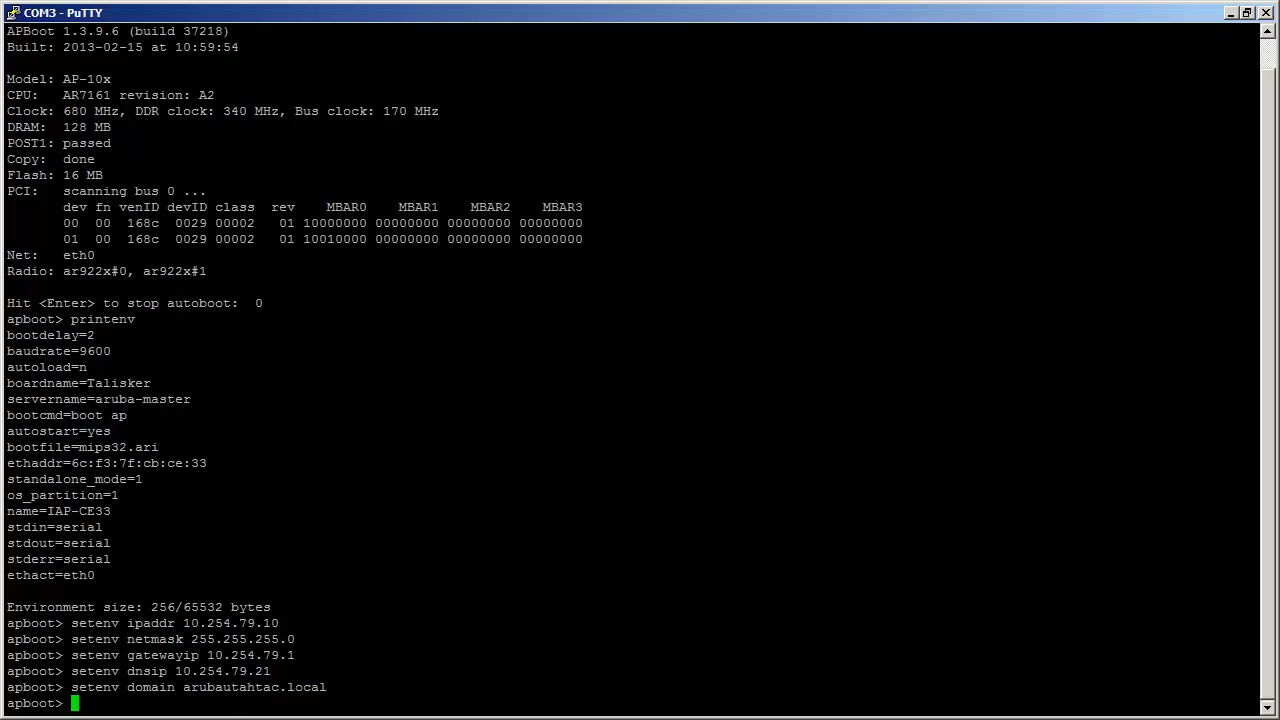 COM3 - PuTTY
APBoot 1.3.9.6 (build 37218)
Built: 2013-02-15 at 10:59:54
Model: AP-10x
CPU:   AR7161 revision: A2
Clock: 680 MHz, DDR clock: 340 MHz, Bus clock: 170 MHz
DRAM:  128 MB
POST1: passed
Copy:  done
Flash: 16 MB
PCI:   scanning bus 0 ...
       dev fn venID devID class  rev    MBAR0    MBAR1    MBAR2    MBAR3
       00  00  168c  0029 00002   01 10000000 00000000 00000000 00000000
       01  00  168c  0029 00002   01 10010000 00000000 00000000 00000000
Net:   eth0
Radio: ar922x#0, ar922x#1
Hit <Enter> to stop autoboot:  0
apboot> printenv
bootdelay=2
baudrate=9600
autoload=n
boardname=Talisker
servername=aruba-master
bootcmd=boot ap
autostart=yes
bootfile=mips32.ari
ethaddr=6c:f3:7f:cb:ce:33
standalone_mode=1
os_partition=1
name=IAP-CE33
stdin=serial
stdout=serial
stderr=serial
ethact=eth0
Environment size: 256/65532 bytes
apboot> setenv ipaddr 10.254.79.10
apboot> setenv netmask 255.255.255.0
apboot> setenv gatewayip 10.254.79.1
apboot> setenv dnsip 10.254.79.21
apboot> setenv domain arubautahtac.local
apboot>